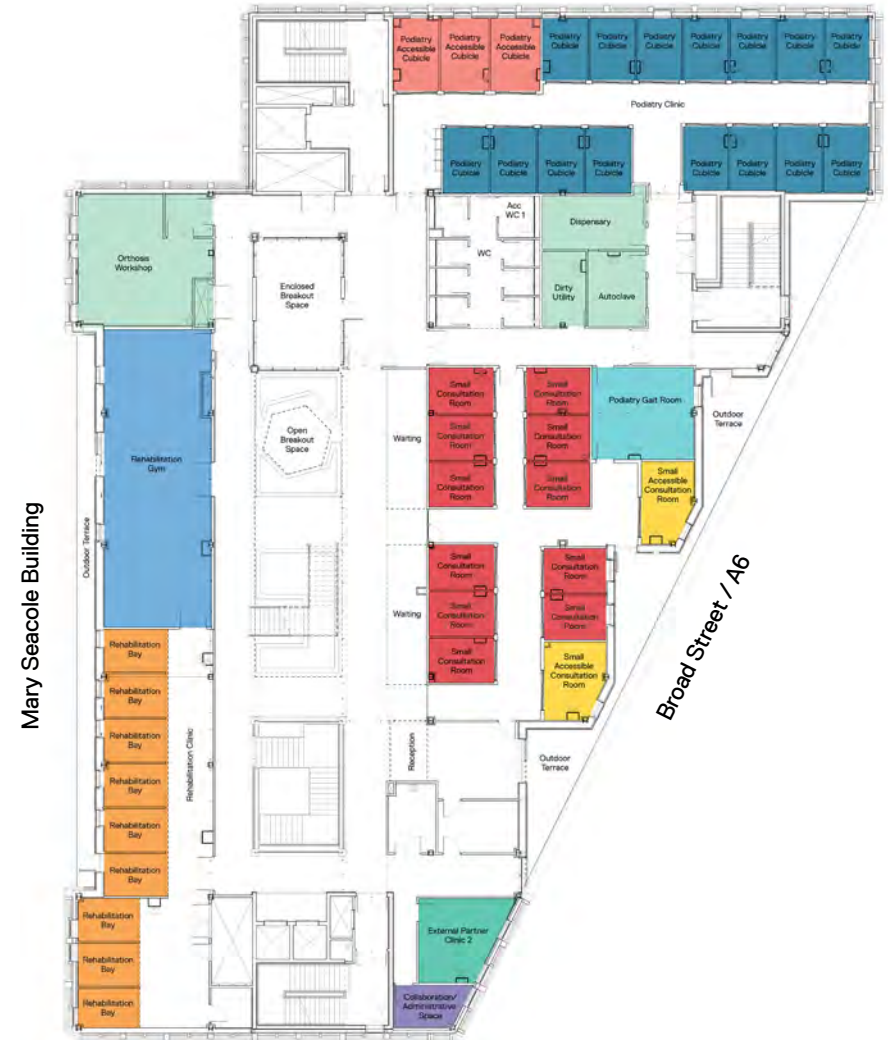 Podiatry
Accessible
Cubicle
Podiatry
Accessible
Cubicle
Podiatry
Accessible
Cubicle
Podiatry
Cubicle
Podiatry
Cubicle
Podiatry
Cubicle
Podiatry
Cubicle
Podiatry
Cubicle
Podiatry
Cubicle
Podiatry
Cubicle
Podiatry Clinic
Podiatry
Cubicle
Podiatry
Cubicle
Podiatry
Cubicle
Podiatry
Cubicle
Podiatry
Cubicle
Podiatry
Cubicle
Podiatry
Cubicle
Podiatry
Cubicle
Acc
WC 1
WC
Dispensary
Dirty
Utility
Autoclave
Orthosis
Workshop
Enclosed
Breakout
Space
Open
Breakout
Space
Rehabilitation
Gym
Outdoor Terrace
Mary Seacole Building
Waiting
Small
Consultation
Room
Small
Consultation
Room
Small
Consultation
Room
Small
Consultation
Room
Small
Consultation
Room
Small
Consultation
Room
Podiatry Gait Room
Outdoor
Terrace
Small
Accessible
Consultation
Room
Waiting
Small
Consultation
Room
Small
Consultation
Room
Small
Consultation
Room
Small
Consultation
Room
Small
Consultation
Room
Small
Accessible
Consultation
Room
Broad Street / A6
Outdoor
Terrace
Reception
Rehabilitation Clinic
Rehabilitation
Bay
Rehabilitation
Bay
Rehabilitation
Bay
Rehabilitation
Bay
Rehabilitation
Bay
Rehabilitation
Bay
Rehabilitation
Bay
Rehabilitation
Bay
Rehabilitation
Bay
External Partner
Clinic 2
Collaboration/
Administrative
Space